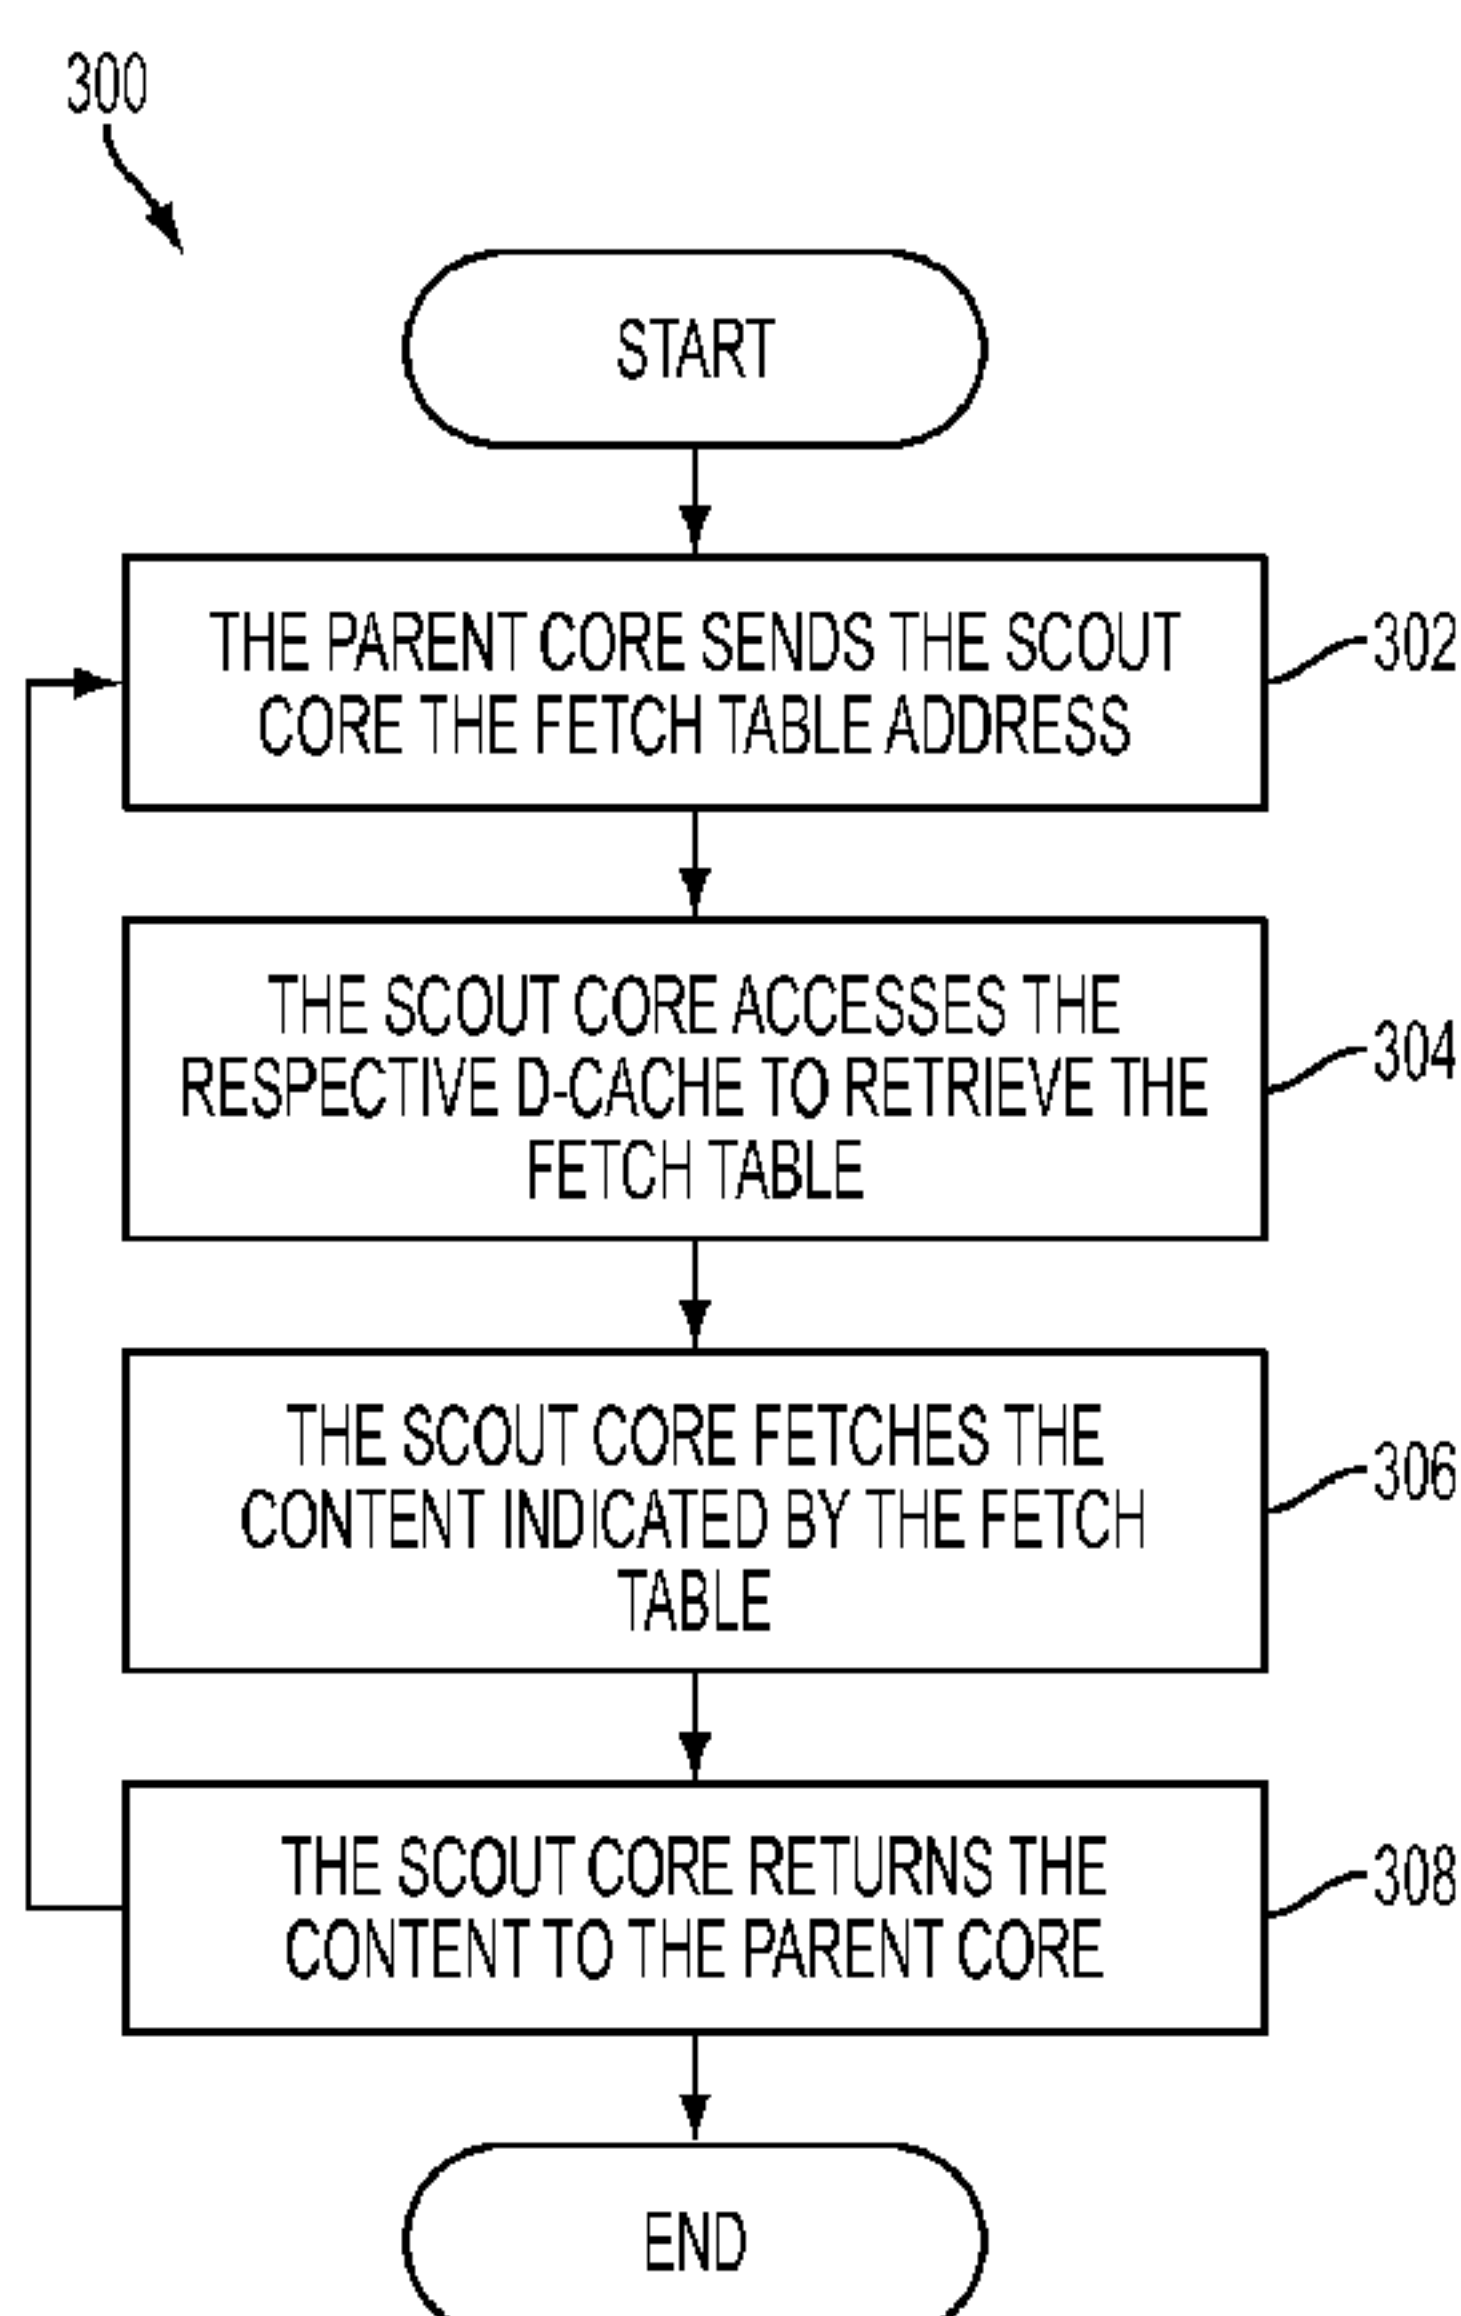 300
START
THE PARENT CORE SENDS THE SCOUT
CORE THE FETCH TABLE ADDRESS
302
THE SCOUT CORE ACCESSES THE
RESPECTIVE D-CACHE TO RETRIEVE THE
FETCH TABLE
304
THE SCOUT CORE FETCHES THE
CONTENT INDICATED BY THE FETCH
TABLE
306
THE SCOUT CORE RETURNS THE
CONTENT TO THE PARENT CORE
308
END